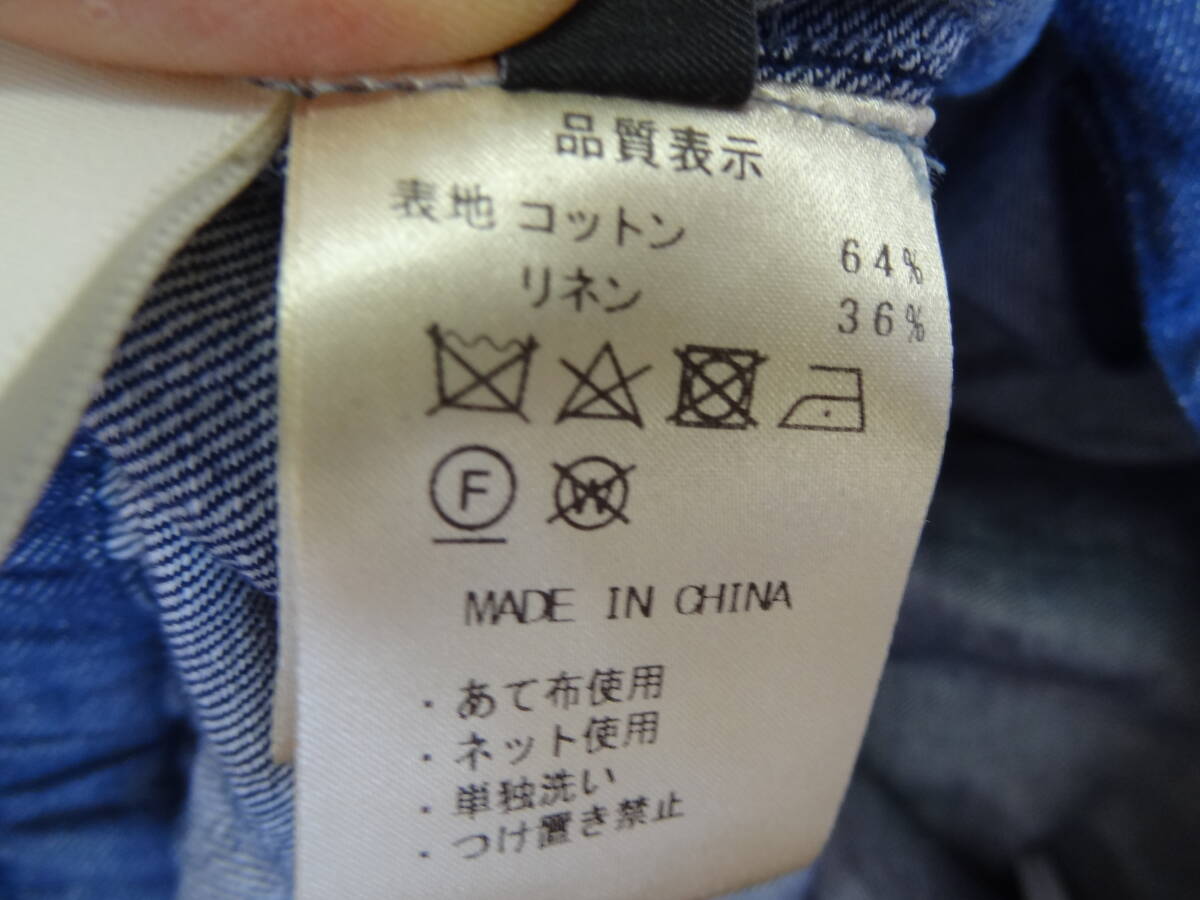 品質表示
表地 コットン 64%
リネン 36%
F W
MADE IN CHINA
・あて布使用
・ネット使用
・単独洗い
・つけ置き禁止